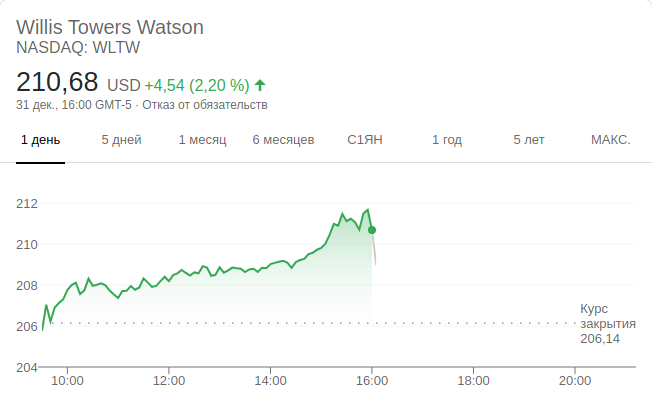 Willis Towers Watson
NASDAQ: WLTW
210,68 USD +4,54 (2,20 %)
31 дек., 16:00 GMT-5 · Отказ от обязательств
1 день 5 дней 1 месяц 6 месяцев С1ЯН 1 год 5 лет МАКС.
212
210
208
206
204
Курс
закрытия
206,14
10:00 12:00 14:00 16:00 18:00 20:00